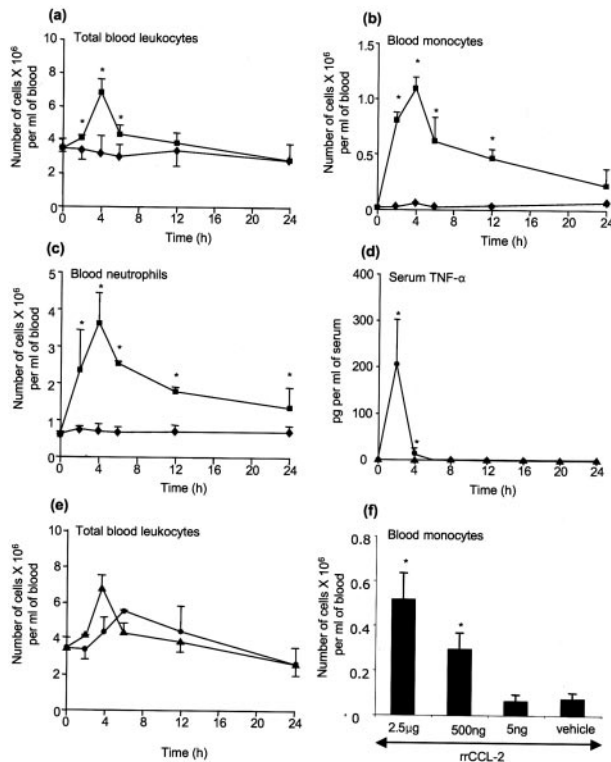 (a)
Total blood leukocytes
Number of cells X 10⁶
per ml of blood
10
8
6
4
2
0
*
*
*
0 4 8 12 16 20 24
Time (h)
(b)
Blood monocytes
Number of cells X 10⁶
per ml of blood
1.5
1.0
0.5
0
*
*
*
*
0 4 8 12 16 20 24
Time (h)
(c)
Blood neutrophils
Number of cells X 10⁶
per ml of blood
5
4
3
2
1
0
*
*
*
*
*
0 4 8 12 16 20 24
Time (h)
(d)
Serum TNF-α
pg per ml of serum
400
300
200
100
0
*
*
0 4 8 12 16 20 24
Time (h)
(e)
Total blood leukocytes
Number of cells X 10⁶
per ml of blood
10
8
6
4
2
0
0 4 8 12 16 20 24
Time (h)
(f)
Blood monocytes
Number of cells X 10⁶
per ml of blood
0.8
0.6
0.4
0.2
0
*
*
2.5µg 500ng 5ng vehicle
rrCCL-2